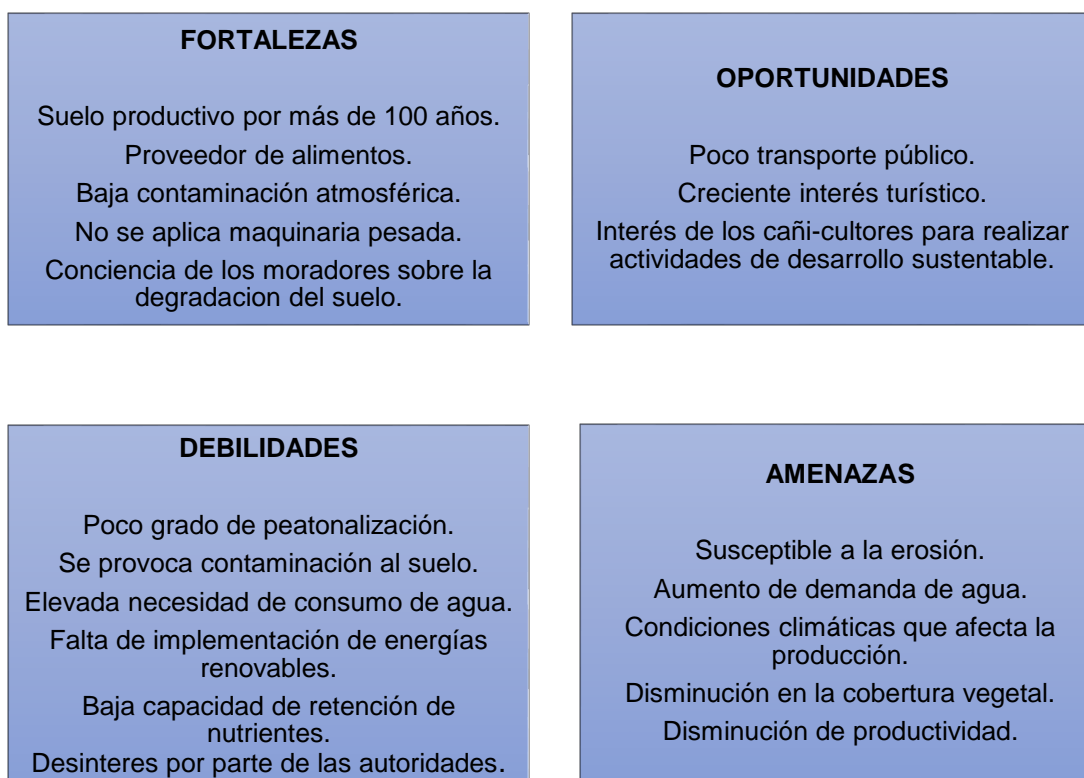 FORTALEZAS
Suelo productivo por más de 100 años.
Proveedor de alimentos.
Baja contaminación atmosférica.
No se aplica maquinaria pesada.
Conciencia de los moradores sobre la
degradacion del suelo.
OPORTUNIDADES
Poco transporte público.
Creciente interés turístico.
Interés de los cañi-cultores para realizar
actividades de desarrollo sustentable.
DEBILIDADES
Poco grado de peatonalización.
Se provoca contaminación al suelo.
Elevada necesidad de consumo de agua.
Falta de implementación de energías
renovables.
Baja capacidad de retención de
nutrientes.
Desinteres por parte de las autoridades.
AMENAZAS
Susceptible a la erosión.
Aumento de demanda de agua.
Condiciones climáticas que afecta la
producción.
Disminución en la cobertura vegetal.
Disminución de productividad.